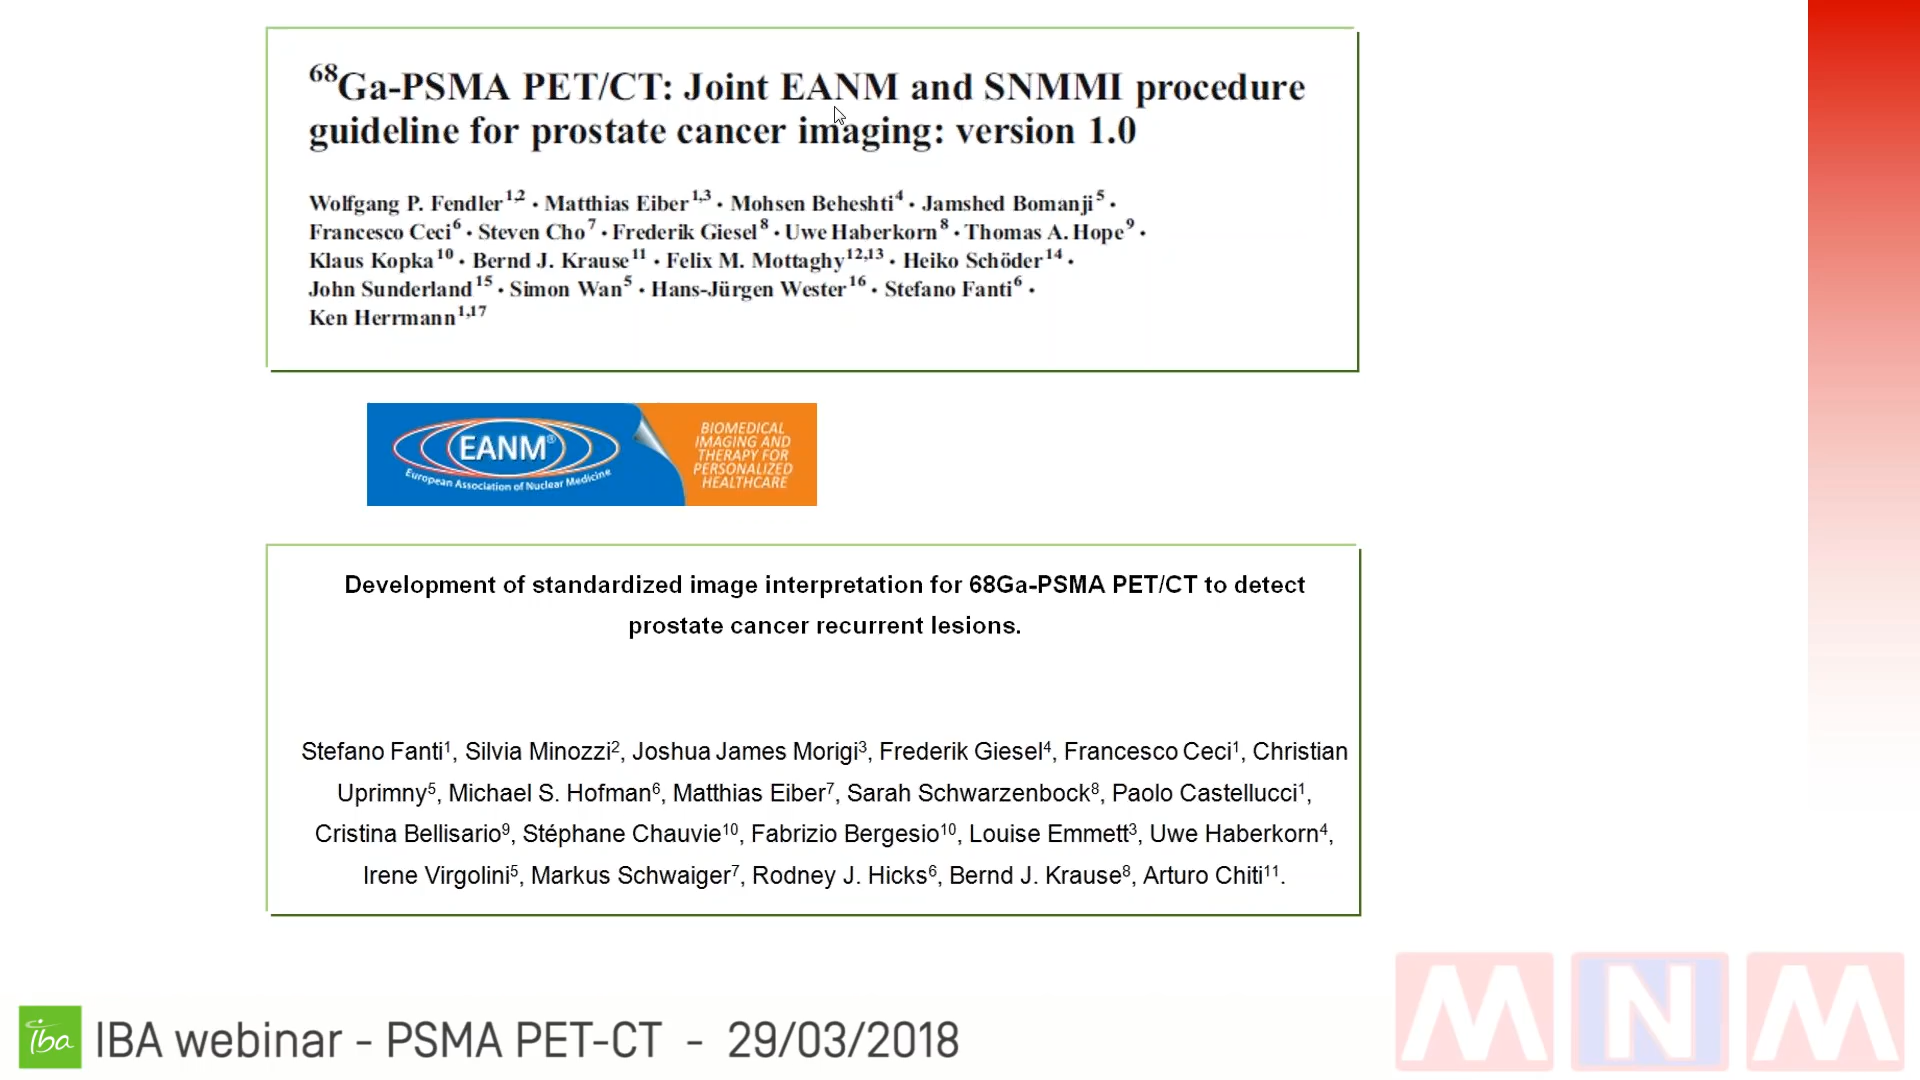 ⁶⁸Ga-PSMA PET/CT: Joint EANM and SNMMI procedure
guideline for prostate cancer imaging: version 1.0
Wolfgang P. Fendler¹,² · Matthias Eiber¹,³ · Mohsen Beheshti⁴ · Jamshed Bomanji⁵ ·
Francesco Ceci⁶ · Steven Cho⁷ · Frederik Giesel⁸ · Uwe Haberkorn⁸ · Thomas A. Hope⁹ ·
Klaus Kopka¹⁰ · Bernd J. Krause¹¹ · Felix M. Mottaghy¹²,¹³ · Heiko Schöder¹⁴ ·
John Sunderland¹⁵ · Simon Wan⁵ · Hans-Jürgen Wester¹⁶ · Stefano Fanti⁶ ·
Ken Herrmann¹,¹⁷
EANM®
European Association of Nuclear Medicine
BIOMEDICAL
IMAGING AND
THERAPY FOR
PERSONALIZED
HEALTHCARE
Development of standardized image interpretation for 68Ga-PSMA PET/CT to detect
prostate cancer recurrent lesions.
Stefano Fanti¹, Silvia Minozzi², Joshua James Morigi³, Frederik Giesel⁴, Francesco Ceci¹, Christian
Uprimny⁵, Michael S. Hofman⁶, Matthias Eiber⁷, Sarah Schwarzenbock⁸, Paolo Castellucci¹,
Cristina Bellisario⁹, Stéphane Chauvie¹⁰, Fabrizio Bergesio¹⁰, Louise Emmett³, Uwe Haberkorn⁴,
Irene Virgolini⁵, Markus Schwaiger⁷, Rodney J. Hicks⁶, Bernd J. Krause⁸, Arturo Chiti¹¹.
iba IBA webinar - PSMA PET-CT - 29/03/2018
M N M